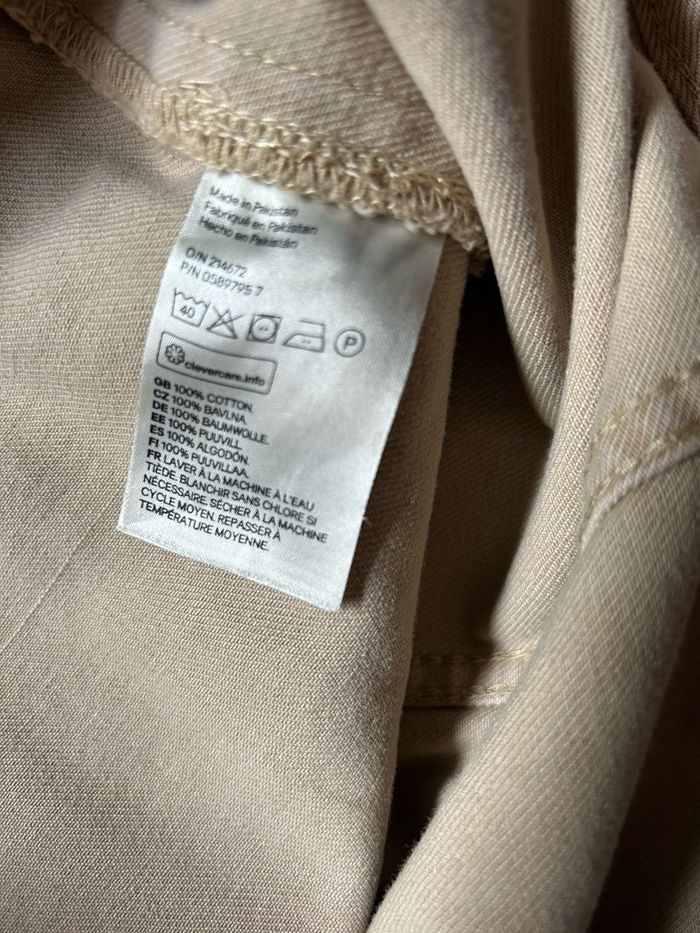 Made in Pakistan
Fabriqué en Pakistan
Hecho en Pakistán
O/N 214672
P/N 0589795 7
40 P
clevercare.info
GB 100% COTTON.
CZ 100% BAVLNA.
DE 100% BAUMWOLLE.
EE 100% PUUVILL.
ES 100% ALGODÓN.
FI 100% PUUVILLAA.
FR LAVER À LA MACHINE À L'EAU
TIÈDE. BLANCHIR SANS CHLORE SI
NÉCESSAIRE. SÉCHER À LA MACHINE
CYCLE MOYEN. REPASSER À
TEMPÉRATURE MOYENNE.